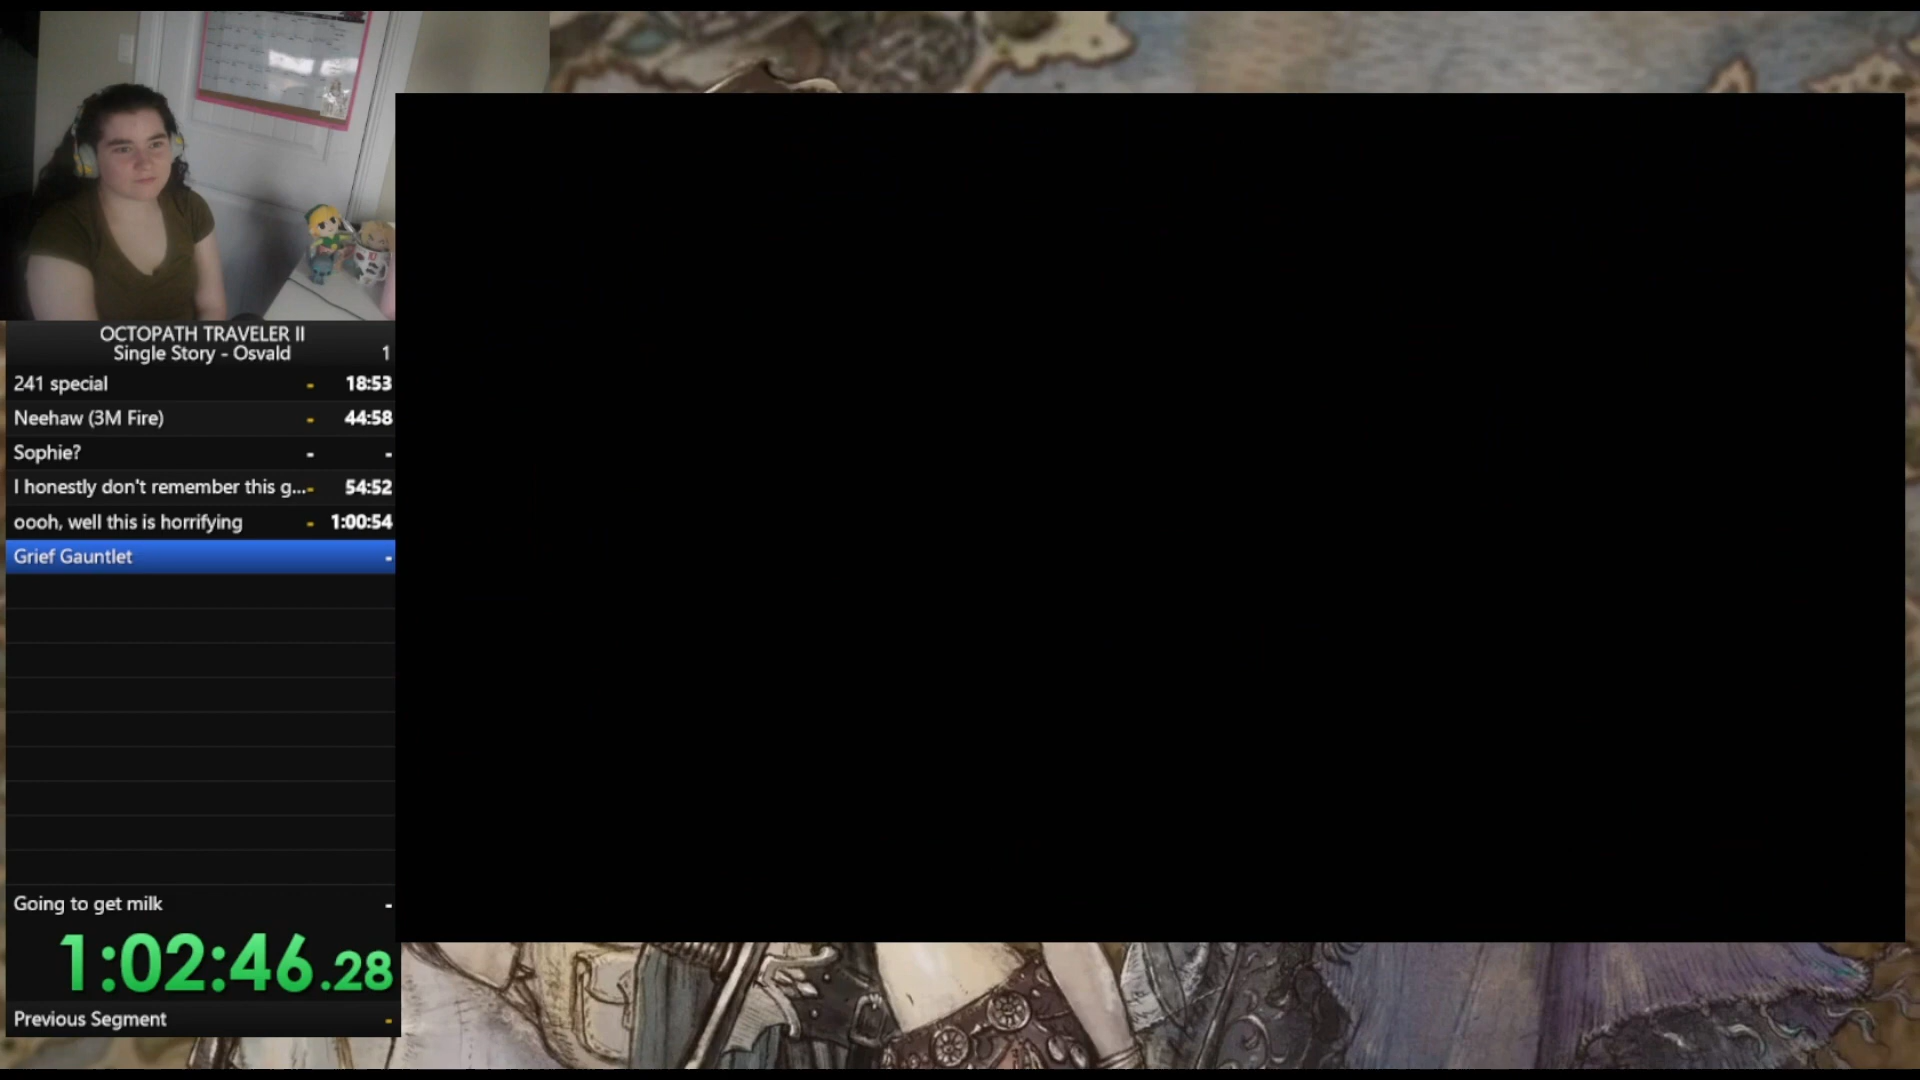 OCTOPATH TRAVELER II
Single Story - Osvald 1
241 special - 18:53
Neehaw (3M Fire) - 44:58
Sophie? - -
I honestly don't remember this g...- 54:52
oooh, well this is horrifying - 1:00:54
Grief Gauntlet -
Going to get milk -
1:02:46.28
Previous Segment -